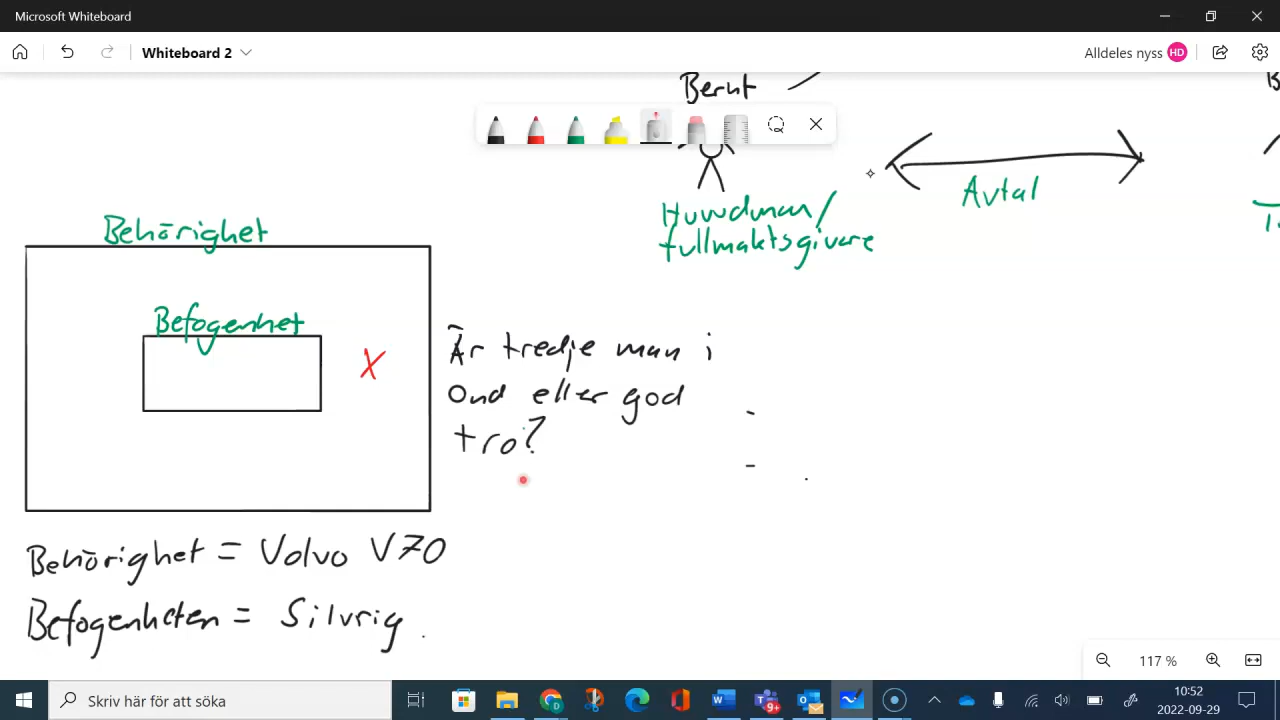 Microsoft Whiteboard
Whiteboard 2
Alldeles nyss HD
Bernt
Avtal
Huvudman/
fullmaktsgivare
Behörighet
Befogenhet
X
Är tredje man i
Ond eller god
tro?
Behörighet = Volvo V70
Befogenheten = Silvrig.
117 %
Skriv här för att söka
9+
10:52
2022-09-29